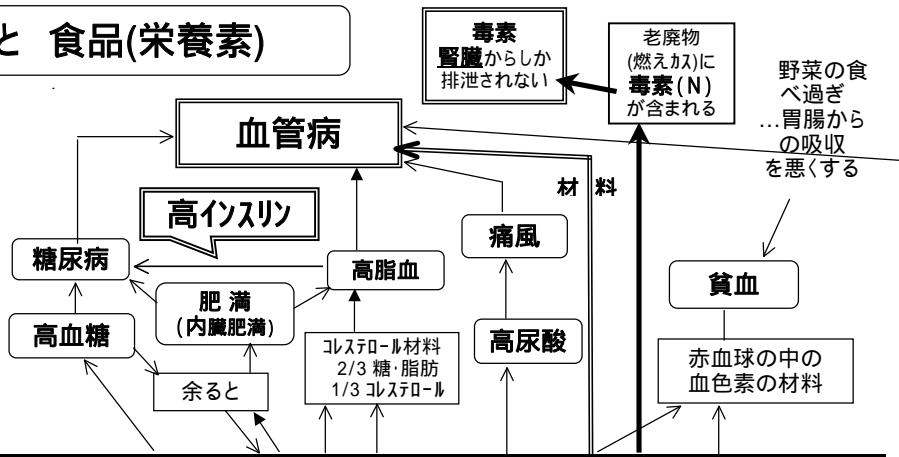 と 食品(栄養素)
毒素
腎臓からしか
排泄されない
老廃物
(燃えカス)に
毒素(N)
が含まれる
野菜の食
べ過ぎ
…胃腸から
の吸収
を悪くする
血管病
材 料
高インスリン
痛風
糖尿病
高脂血
貧血
肥 満
(内臓肥満)
高血糖
コレステロール材料
2/3 糖・脂肪
1/3 コレステロール
高尿酸
赤血球の中の
血色素の材料
余ると